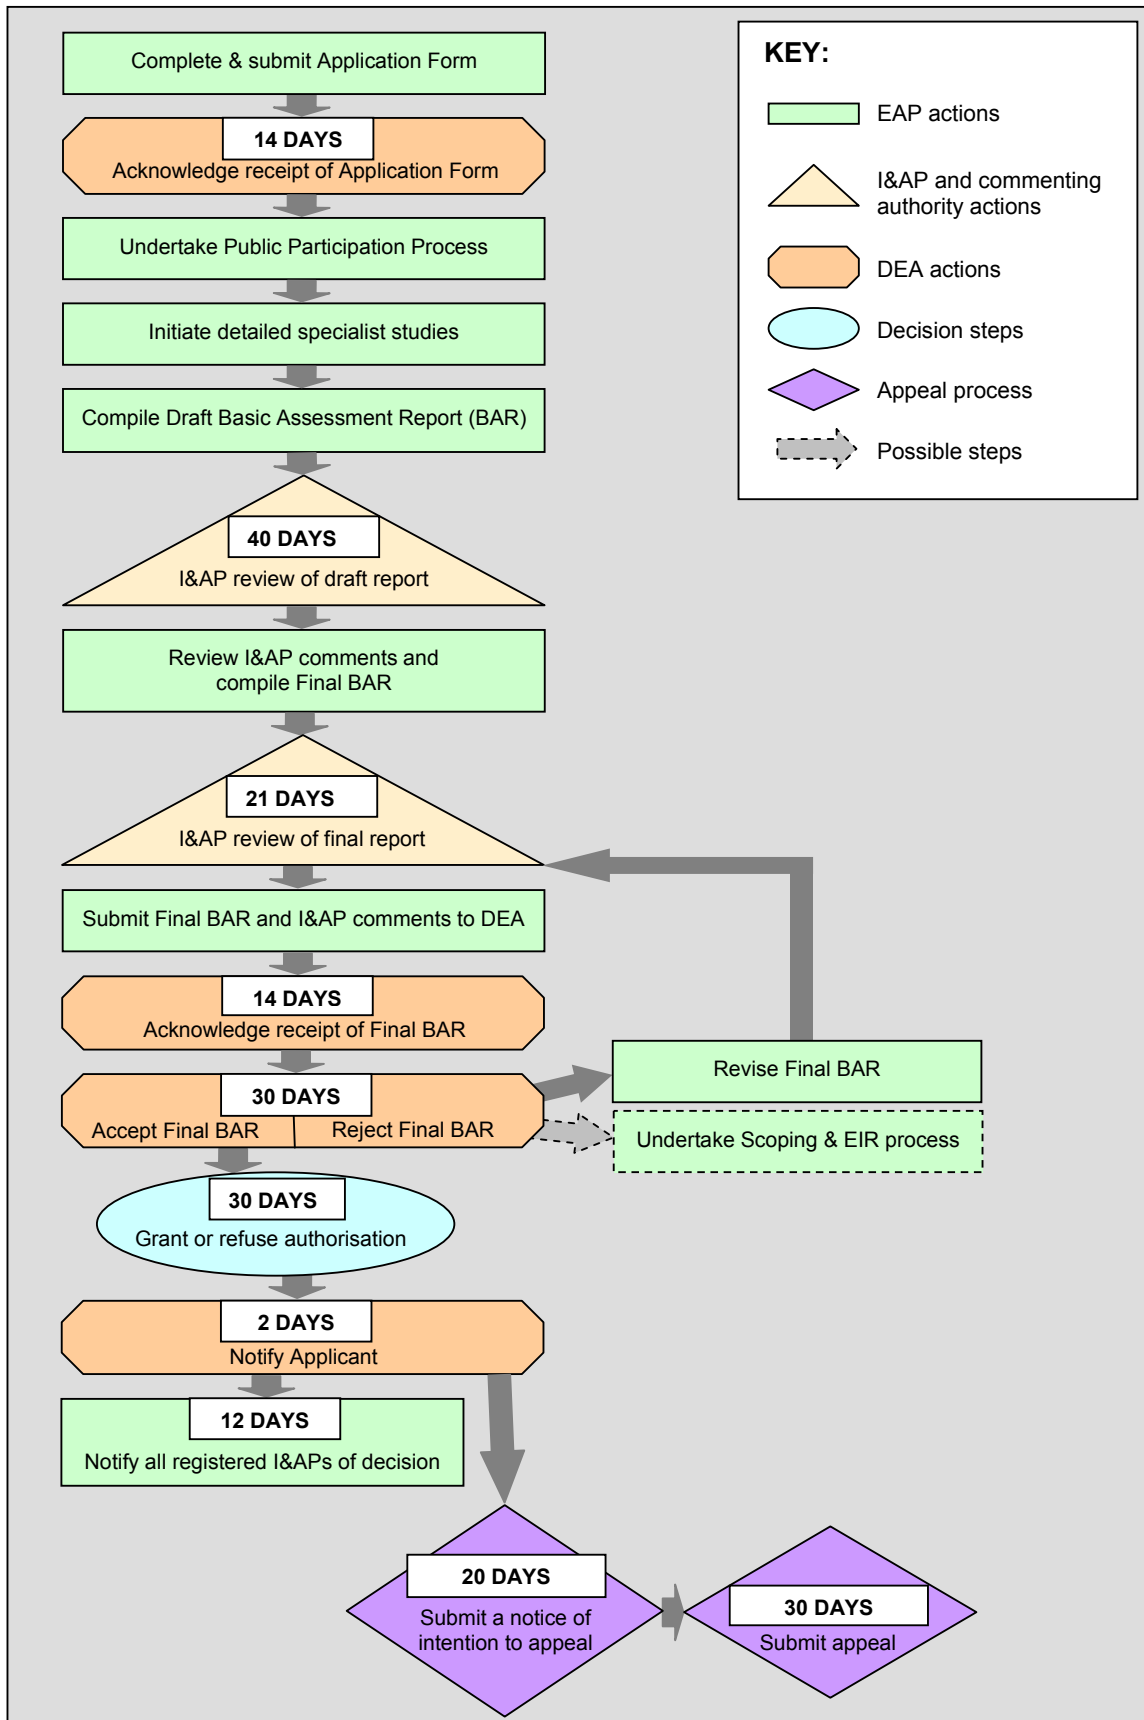 Complete & submit Application Form
14 DAYS
Acknowledge receipt of Application Form
Undertake Public Participation Process
Initiate detailed specialist studies
Compile Draft Basic Assessment Report (BAR)
40 DAYS
I&AP review of draft report
Review I&AP comments and
compile Final BAR
21 DAYS
I&AP review of final report
Submit Final BAR and I&AP comments to DEA
14 DAYS
Acknowledge receipt of Final BAR
30 DAYS
Accept Final BAR
Reject Final BAR
Revise Final BAR
Undertake Scoping & EIR process
30 DAYS
Grant or refuse authorisation
2 DAYS
Notify Applicant
12 DAYS
Notify all registered I&APs of decision
20 DAYS
Submit a notice of
intention to appeal
30 DAYS
Submit appeal
KEY:
EAP actions
I&AP and commenting
authority actions
DEA actions
Decision steps
Appeal process
Possible steps